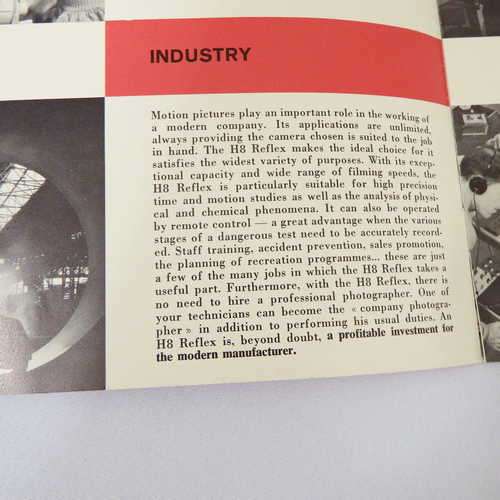 INDUSTRY
Motion pictures play an important role in the working of
a modern company. Its applications are unlimited,
always providing the camera chosen is suited to the job
in hand. The H8 Reflex makes the ideal choice for it
satisfies the widest variety of purposes. With its excep-
tional capacity and wide range of filming speeds, the
H8 Reflex is particularly suitable for high precision
time and motion studies as well as the analysis of physi-
cal and chemical phenomena. It can also be operated
by remote control — a great advantage when the various
stages of a dangerous test need to be accurately record-
ed. Staff training, accident prevention, sales promotion,
the planning of recreation programmes... these are just
a few of the many jobs in which the H8 Reflex takes a
useful part. Furthermore, with the H8 Reflex, there is
no need to hire a professional photographer. One of
your technicians can become the « company photogra-
pher » in addition to performing his usual duties. An
H8 Reflex is, beyond doubt, a profitable investment for
the modern manufacturer.